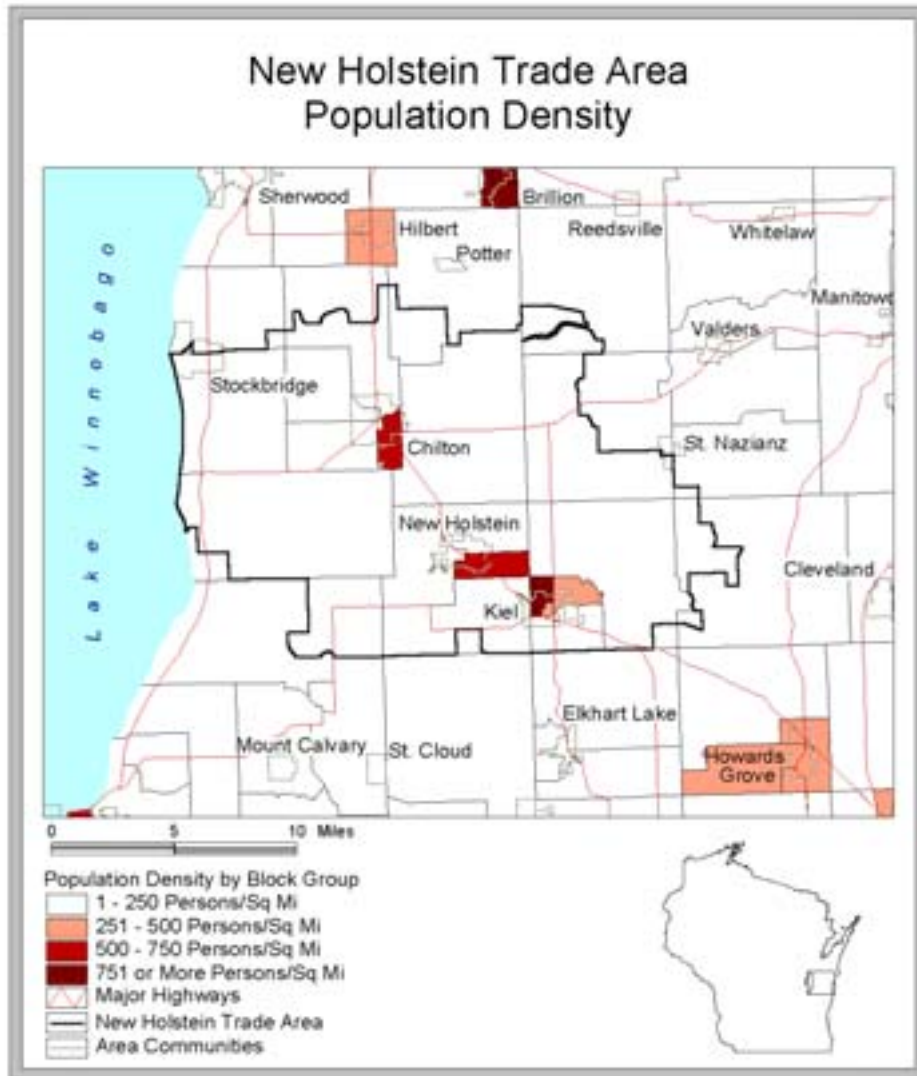 New Holstein Trade Area
Population Density
Sherwood
Brillion
Hilbert
Reedsville
Whitelaw
Potter
Manitowo
Valders
Stockbridge
Chilton
St. Nazianz
New Holstein
Cleveland
Kiel
Elkhart Lake
Mount Calvary
St. Cloud
Howards
Grove
Lake Winnobago
0 5 10 Miles
Population Density by Block Group
1 - 250 Persons/Sq Mi
251 - 500 Persons/Sq Mi
500 - 750 Persons/Sq Mi
751 or More Persons/Sq Mi
Major Highways
New Holstein Trade Area
Area Communities